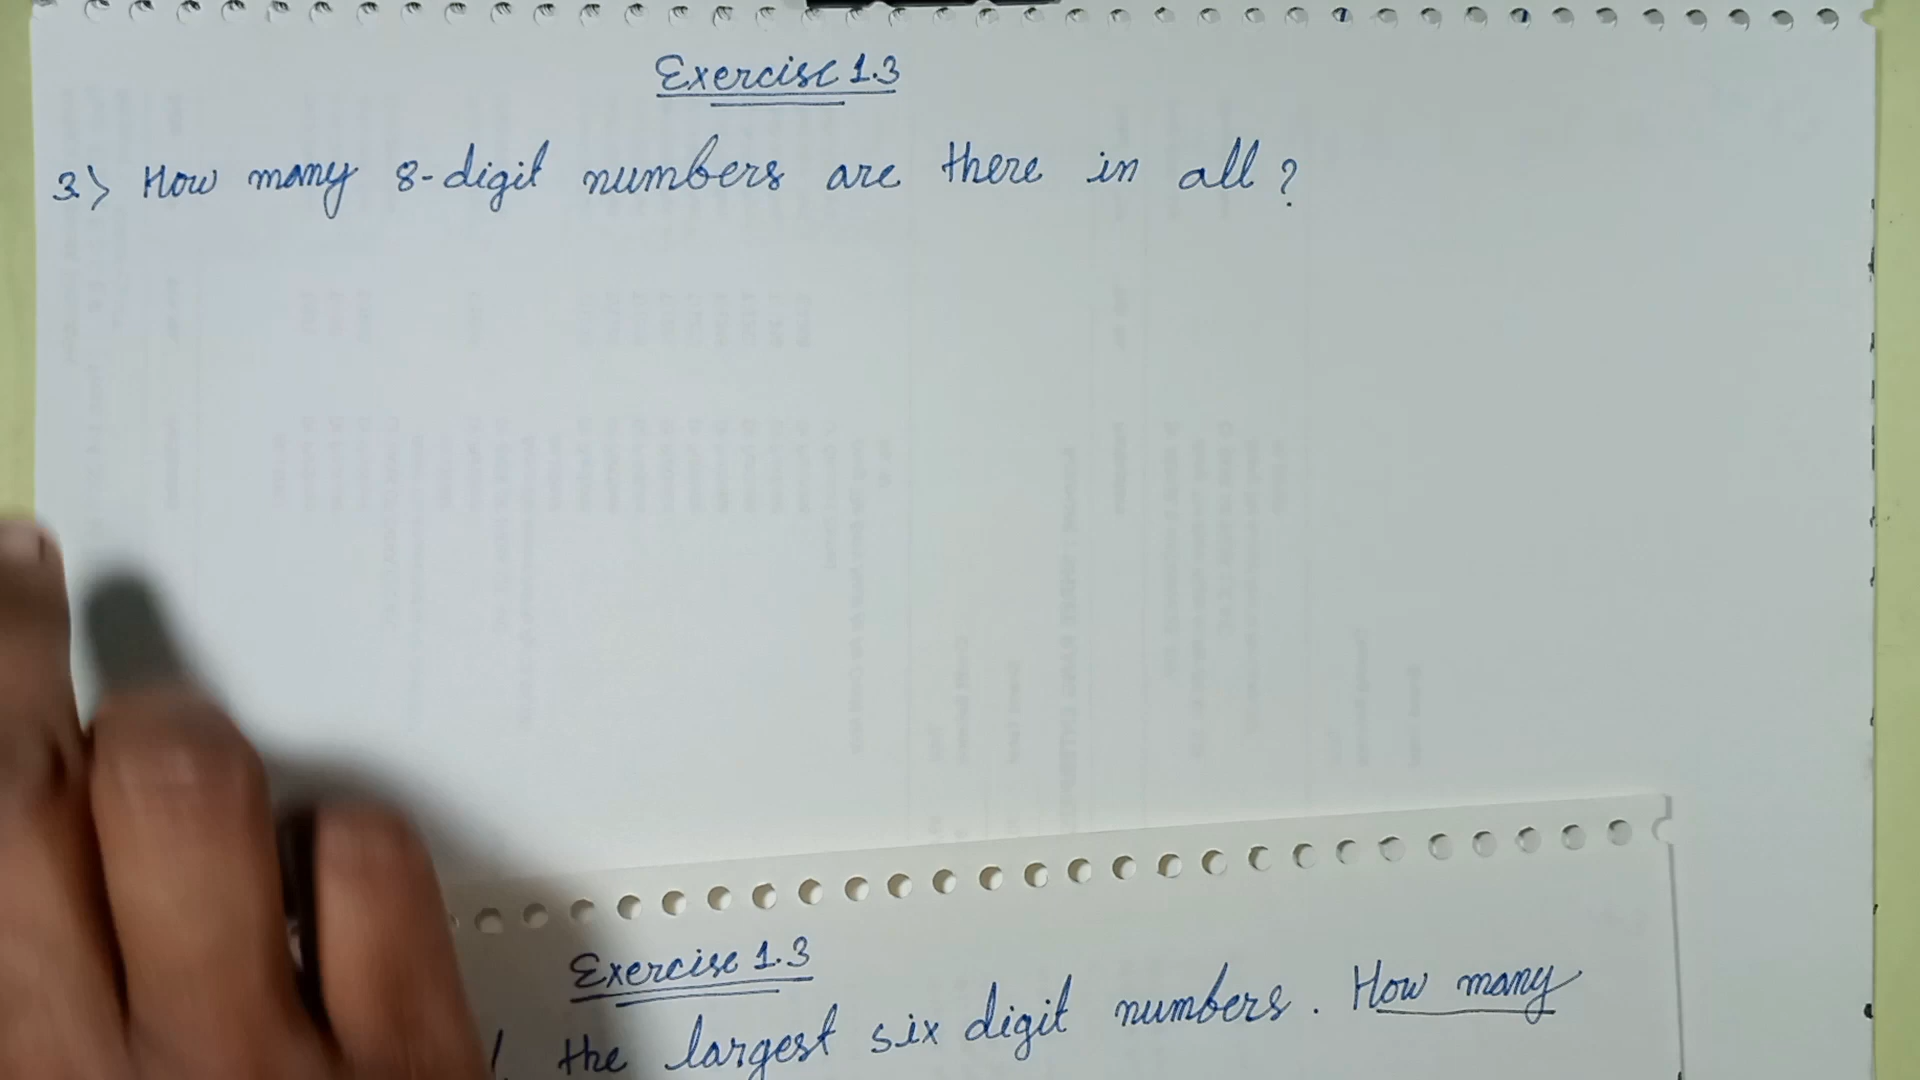 Exercise 1.3
3> How many 8-digit numbers are there in all?
Exercise 1.3
the largest six digit numbers. How many